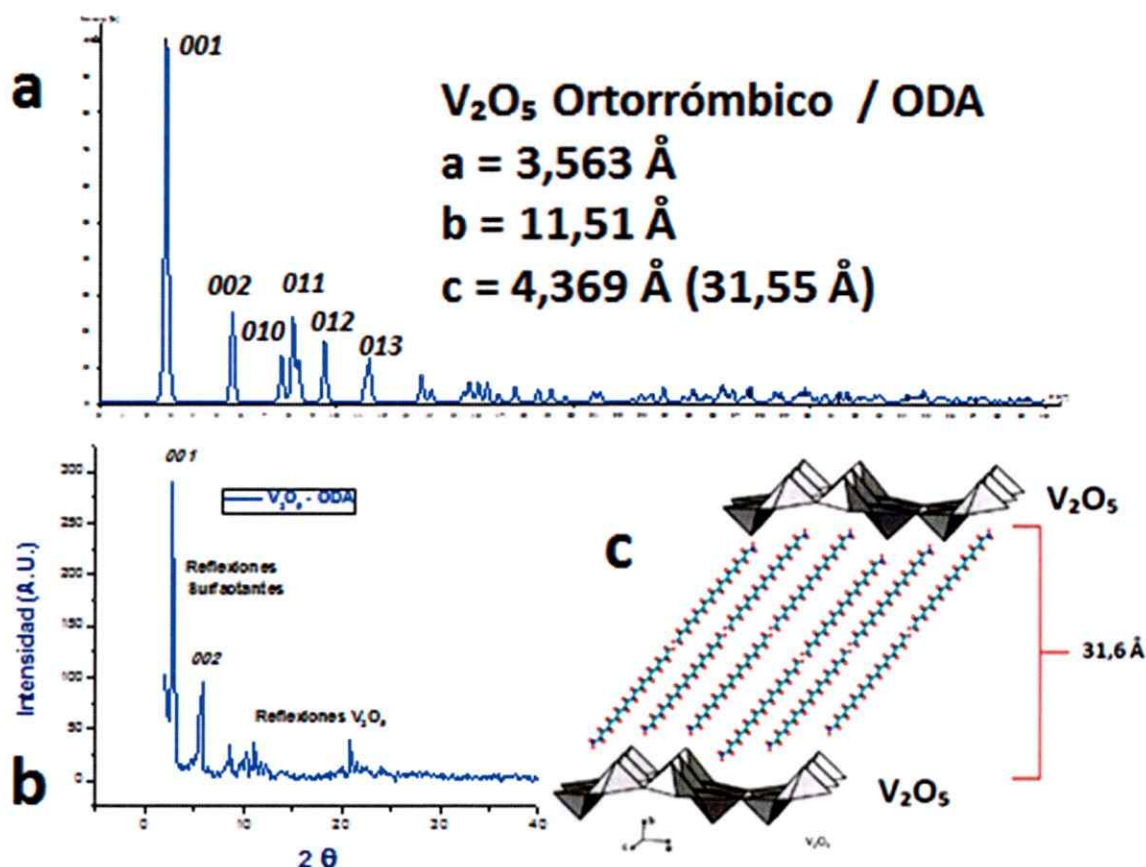 a
001
002
010
011
012
013
V₂O₅ Ortorrómbico / ODA
a = 3,563 Å
b = 11,51 Å
c = 4,369 Å (31,55 Å)
b
Intensidad (A.U.)
300
250
200
150
100
50
0
001
V₂O₅ - ODA
Reflexiones
Surfactantes
002
Reflexiones V₂O₅
0
10
20
30
40
2 θ
c
V₂O₅
31,6 Å
V₂O₅
b
c
a
V₂O₅